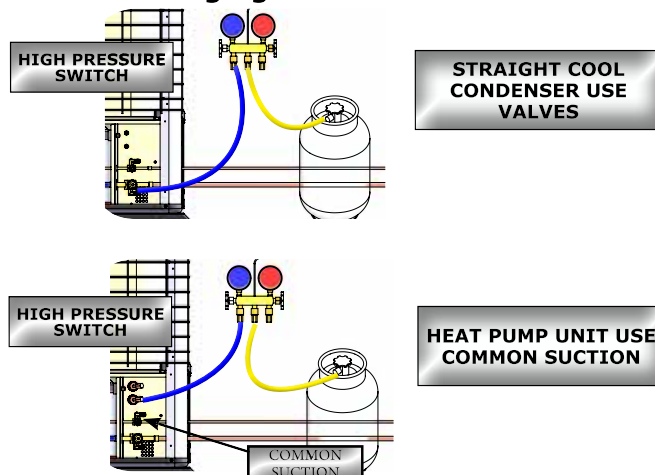 HIGH PRESSURE
SWITCH
STRAIGHT COOL
CONDENSER USE
VALVES
HIGH PRESSURE
SWITCH
HEAT PUMP UNIT USE
COMMON SUCTION
COMMON
SUCTION